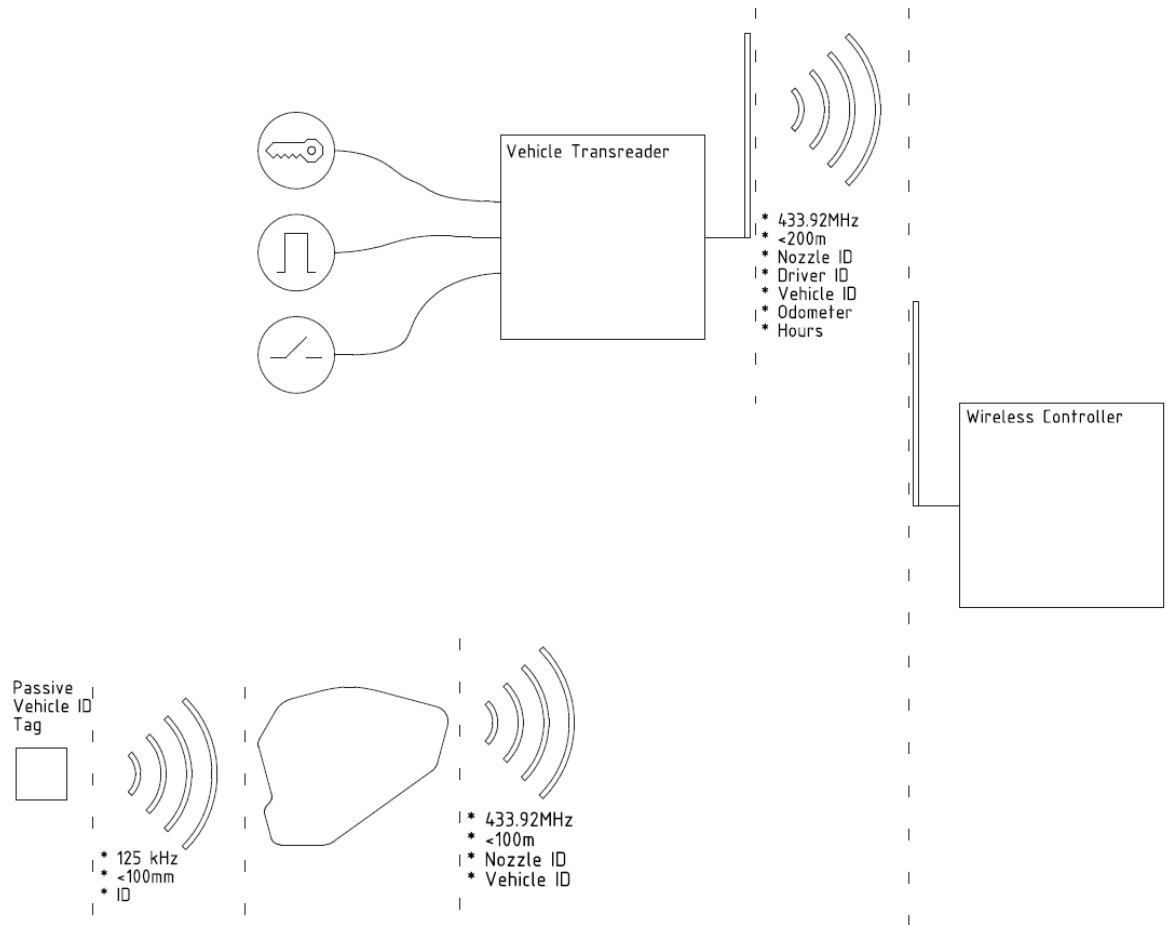 Vehicle Transreader
* 433.92MHz
* <200m
* Nozzle ID
* Driver ID
* Vehicle ID
* Odometer
* Hours
Wireless Controller
Passive
Vehicle ID
Tag
* 125 kHz
* <100mm
* ID
* 433.92MHz
* <100m
* Nozzle ID
* Vehicle ID